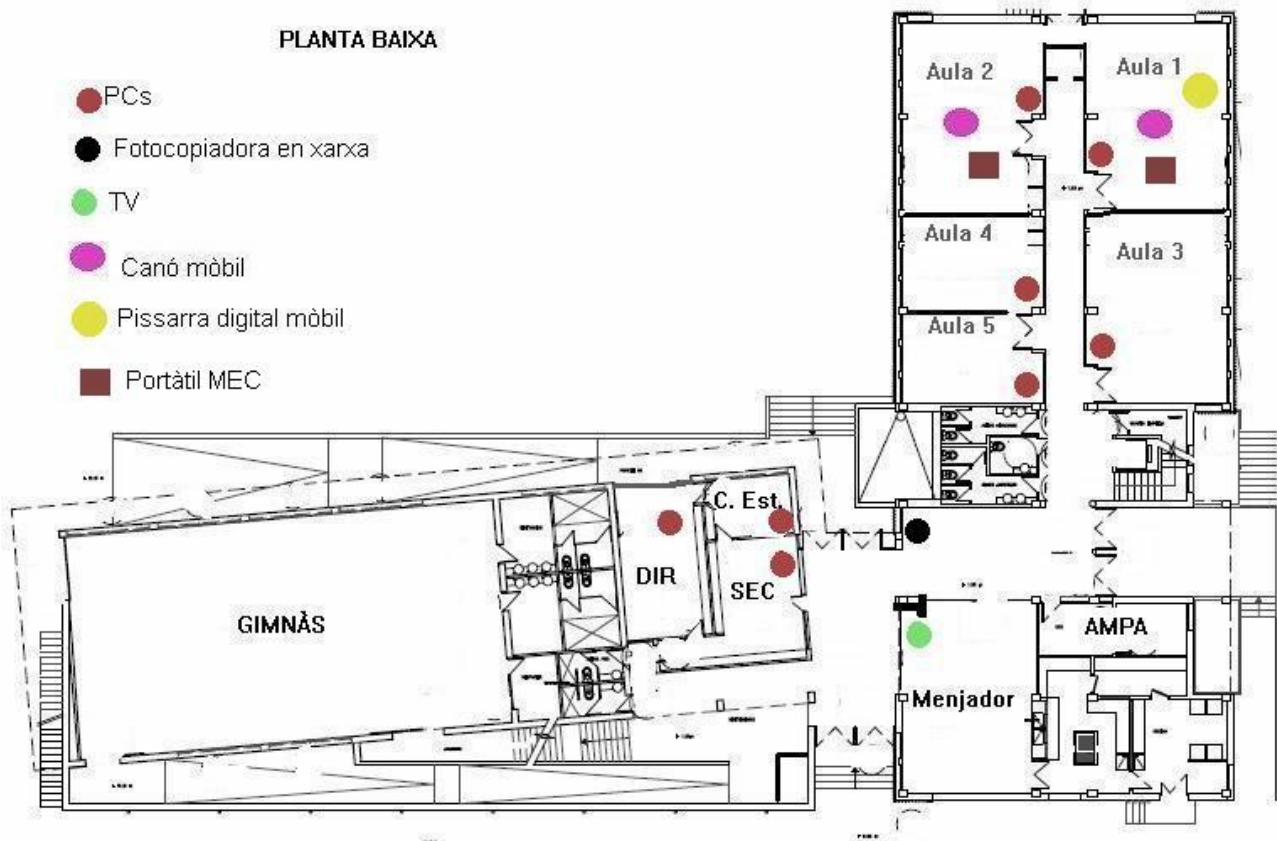 PLANTA BAIXA
PCs
Fotocopiadora en xarxa
TV
Canó mòbil
Pissarra digital mòbil
Portàtil MEC
Aula 2
Aula 1
Aula 4
Aula 3
Aula 5
C. Est.
DIR
SEC
GIMNÀS
AMPA
Menjador